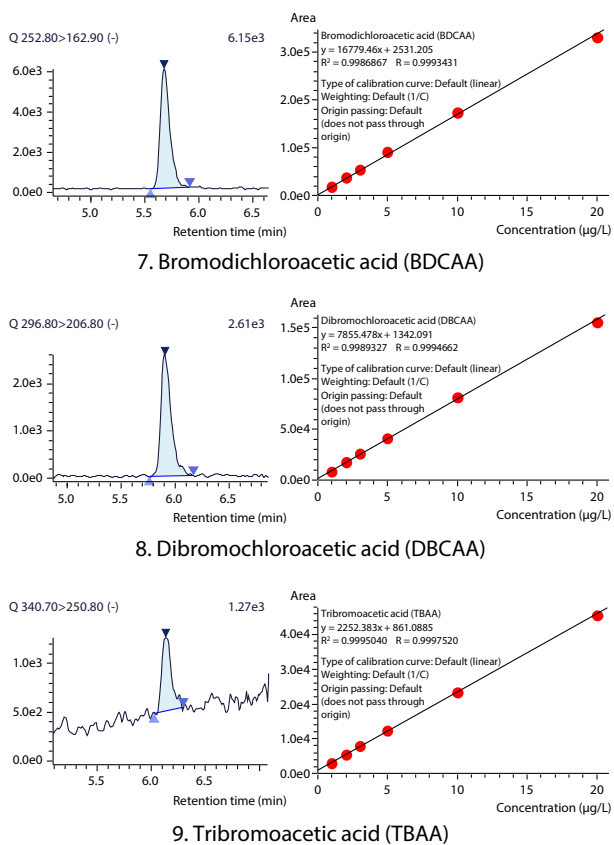 Q 252.80>162.90 (-) 6.15e3
6.0e3
4.0e3
2.0e3
0.0e0
5.0 5.5 6.0 6.5
Retention time (min)
Area
Bromodichloroacetic acid (BDCAA)
y = 16779.46x + 2531.205
R² = 0.9986867 R = 0.9993431
Type of calibration curve: Default (linear)
Weighting: Default (1/C)
Origin passing: Default
(does not pass through
origin)
3.0e5
2.0e5
1.0e5
0.0e0
0 5 10 15 20
Concentration (µg/L)
7. Bromodichloroacetic acid (BDCAA)
Q 296.80>206.80 (-) 2.61e3
2.0e3
1.0e3
0.0e0
5.0 5.5 6.0 6.5
Retention time (min)
Area
Dibromochloroacetic acid (DBCAA)
y = 7855.478x + 1342.091
R² = 0.9989327 R = 0.9994662
Type of calibration curve: Default (linear)
Weighting: Default (1/C)
Origin passing: Default
(does not pass through
origin)
1.5e5
1.0e5
5.0e4
0.0e0
0 5 10 15 20
Concentration (µg/L)
8. Dibromochloroacetic acid (DBCAA)
Q 340.70>250.80 (-) 1.27e3
1.0e3
5.0e2
0.0e0
5.5 6.0 6.5
Retention time (min)
Area
Tribromoacetic acid (TBAA)
y = 2252.383x + 861.0885
R² = 0.9995040 R = 0.9997520
Type of calibration curve: Default (linear)
Weighting: Default (1/C)
Origin passing: Default
(does not pass through
origin)
4.0e4
3.0e4
2.0e4
1.0e4
0.0e0
0 5 10 15 20
Concentration (µg/L)
9. Tribromoacetic acid (TBAA)